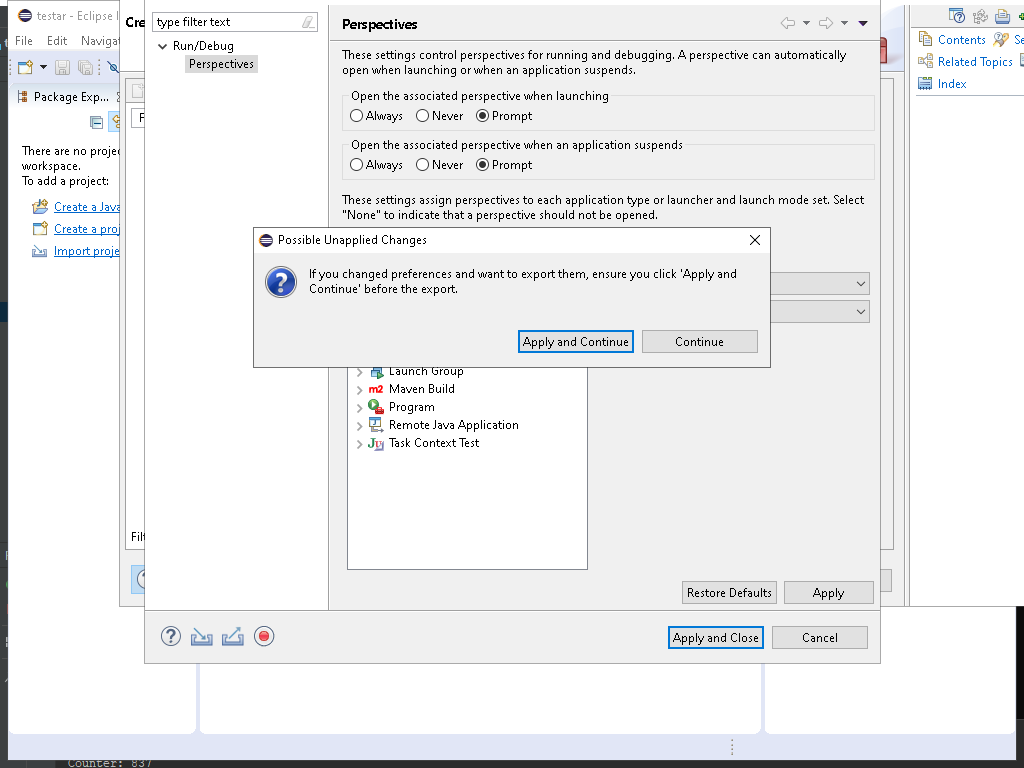 testar - Eclipse I
File Edit Navigat
Package Exp...
There are no projec
workspace.
To add a project:
Create a Java
Create a proj
Import proje
Cre
F
Filt
type filter text
Run/Debug
Perspectives
Perspectives
These settings control perspectives for running and debugging. A perspective can automatically
open when launching or when an application suspends.
Open the associated perspective when launching
Always Never Prompt
Open the associated perspective when an application suspends
Always Never Prompt
These settings assign perspectives to each application type or launcher and launch mode set. Select
"None" to indicate that a perspective should not be opened.
Possible Unapplied Changes
If you changed preferences and want to export them, ensure you click 'Apply and
Continue' before the export.
Apply and Continue Continue
Launch Group
m2 Maven Build
Program
Remote Java Application
Ju Task Context Test
Restore Defaults Apply
Apply and Close Cancel
Contents Se
Related Topics
Index
Counter: 837